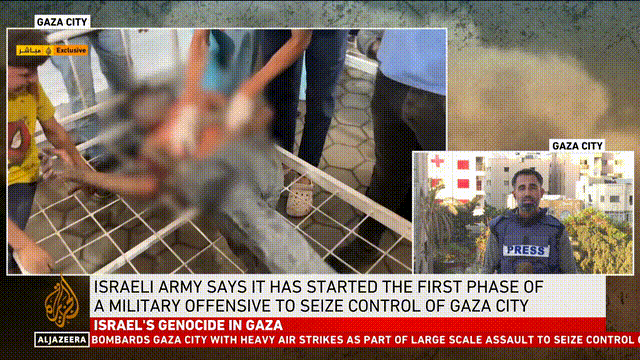 GAZA CITY
مباشر
Exclusive
GAZA CITY
PRESS
ISRAELI ARMY SAYS IT HAS STARTED THE FIRST PHASE OF
A MILITARY OFFENSIVE TO SEIZE CONTROL OF GAZA CITY
ISRAEL'S GENOCIDE IN GAZA
ALJAZEERA
BOMBARDS GAZA CITY WITH HEAVY AIR STRIKES AS PART OF LARGE SCALE ASSAULT TO SEIZE CONTROL